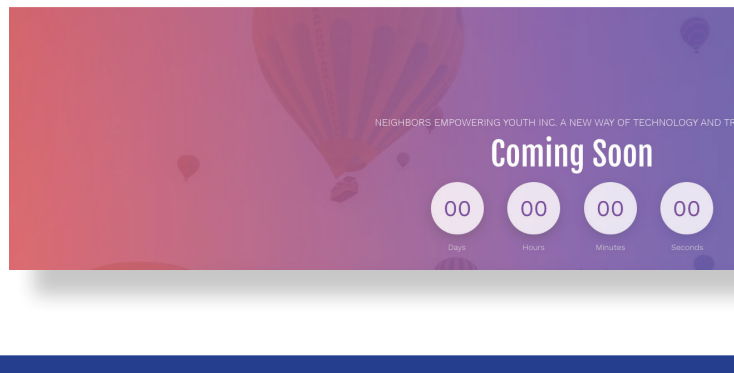 NEIGHBORS EMPOWERING YOUTH INC. A NEW WAY OF TECHNOLOGY AND
Coming Soon
00 00 00 00
Days Hours Minutes Seconds